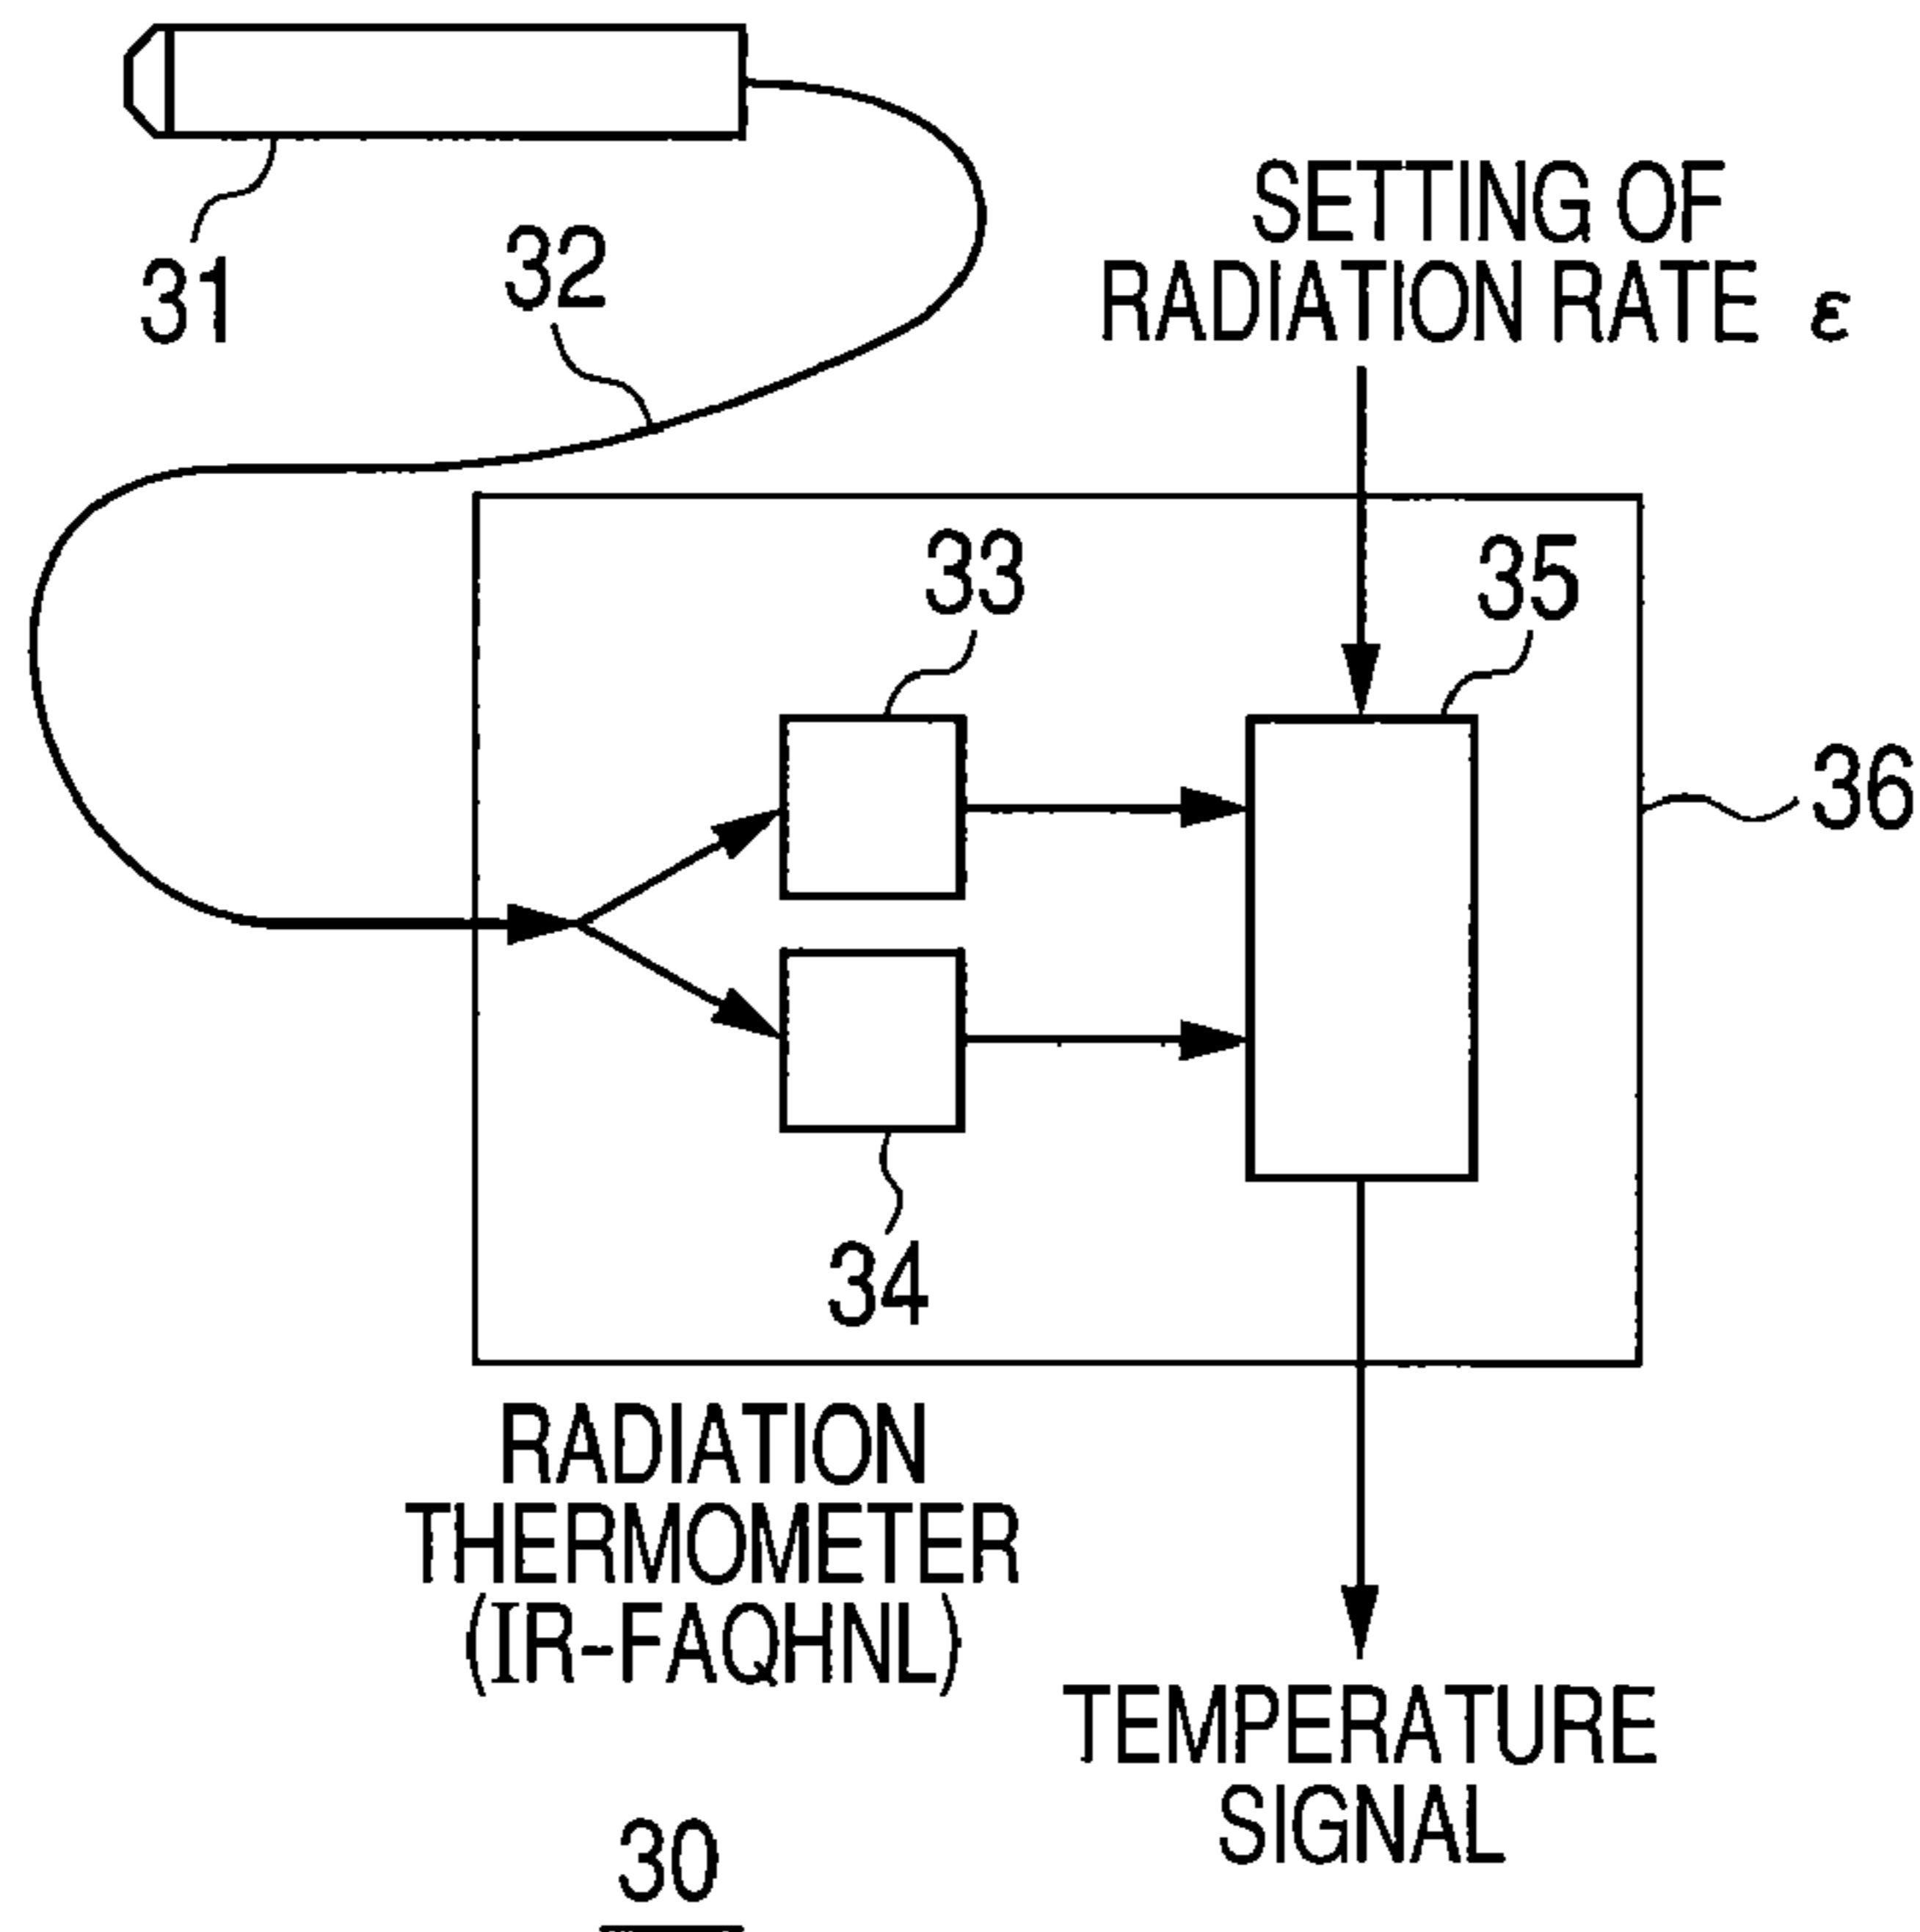 31
32
SETTING OF
RADIATION RATE ε
33
35
36
34
RADIATION
THERMOMETER
(IR-FAQHNL)
TEMPERATURE
SIGNAL
30